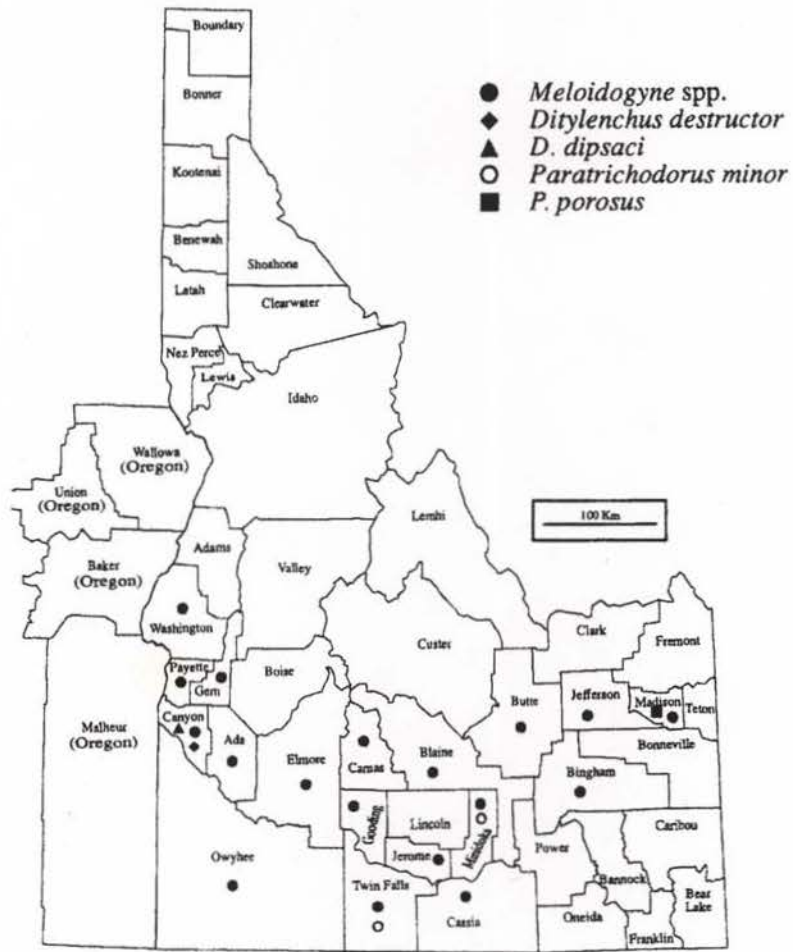 Boundary
Bonner
Kootenai
Benewah
Shoshone
Latah
Clearwater
Nez Perce
Lewis
Idaho
Meloidogyne spp.
Ditylenchus destructor
D. dipsaci
Paratrichodorus minor
P. porosus
Wallowa
(Oregon)
Union
(Oregon)
Baker
(Oregon)
Adams
Valley
Lemhi
100 Km
Washington
Payette
Gem
Boise
Custer
Clark
Fremont
Malheur
(Oregon)
Canyon
Ada
Elmore
Camas
Blaine
Butte
Jefferson
Madison
Teton
Bonneville
Bingham
Gooding
Lincoln
Minidoka
Jerome
Power
Caribou
Bannock
Bear
Lake
Owyhee
Twin Falls
Cassia
Oneida
Franklin